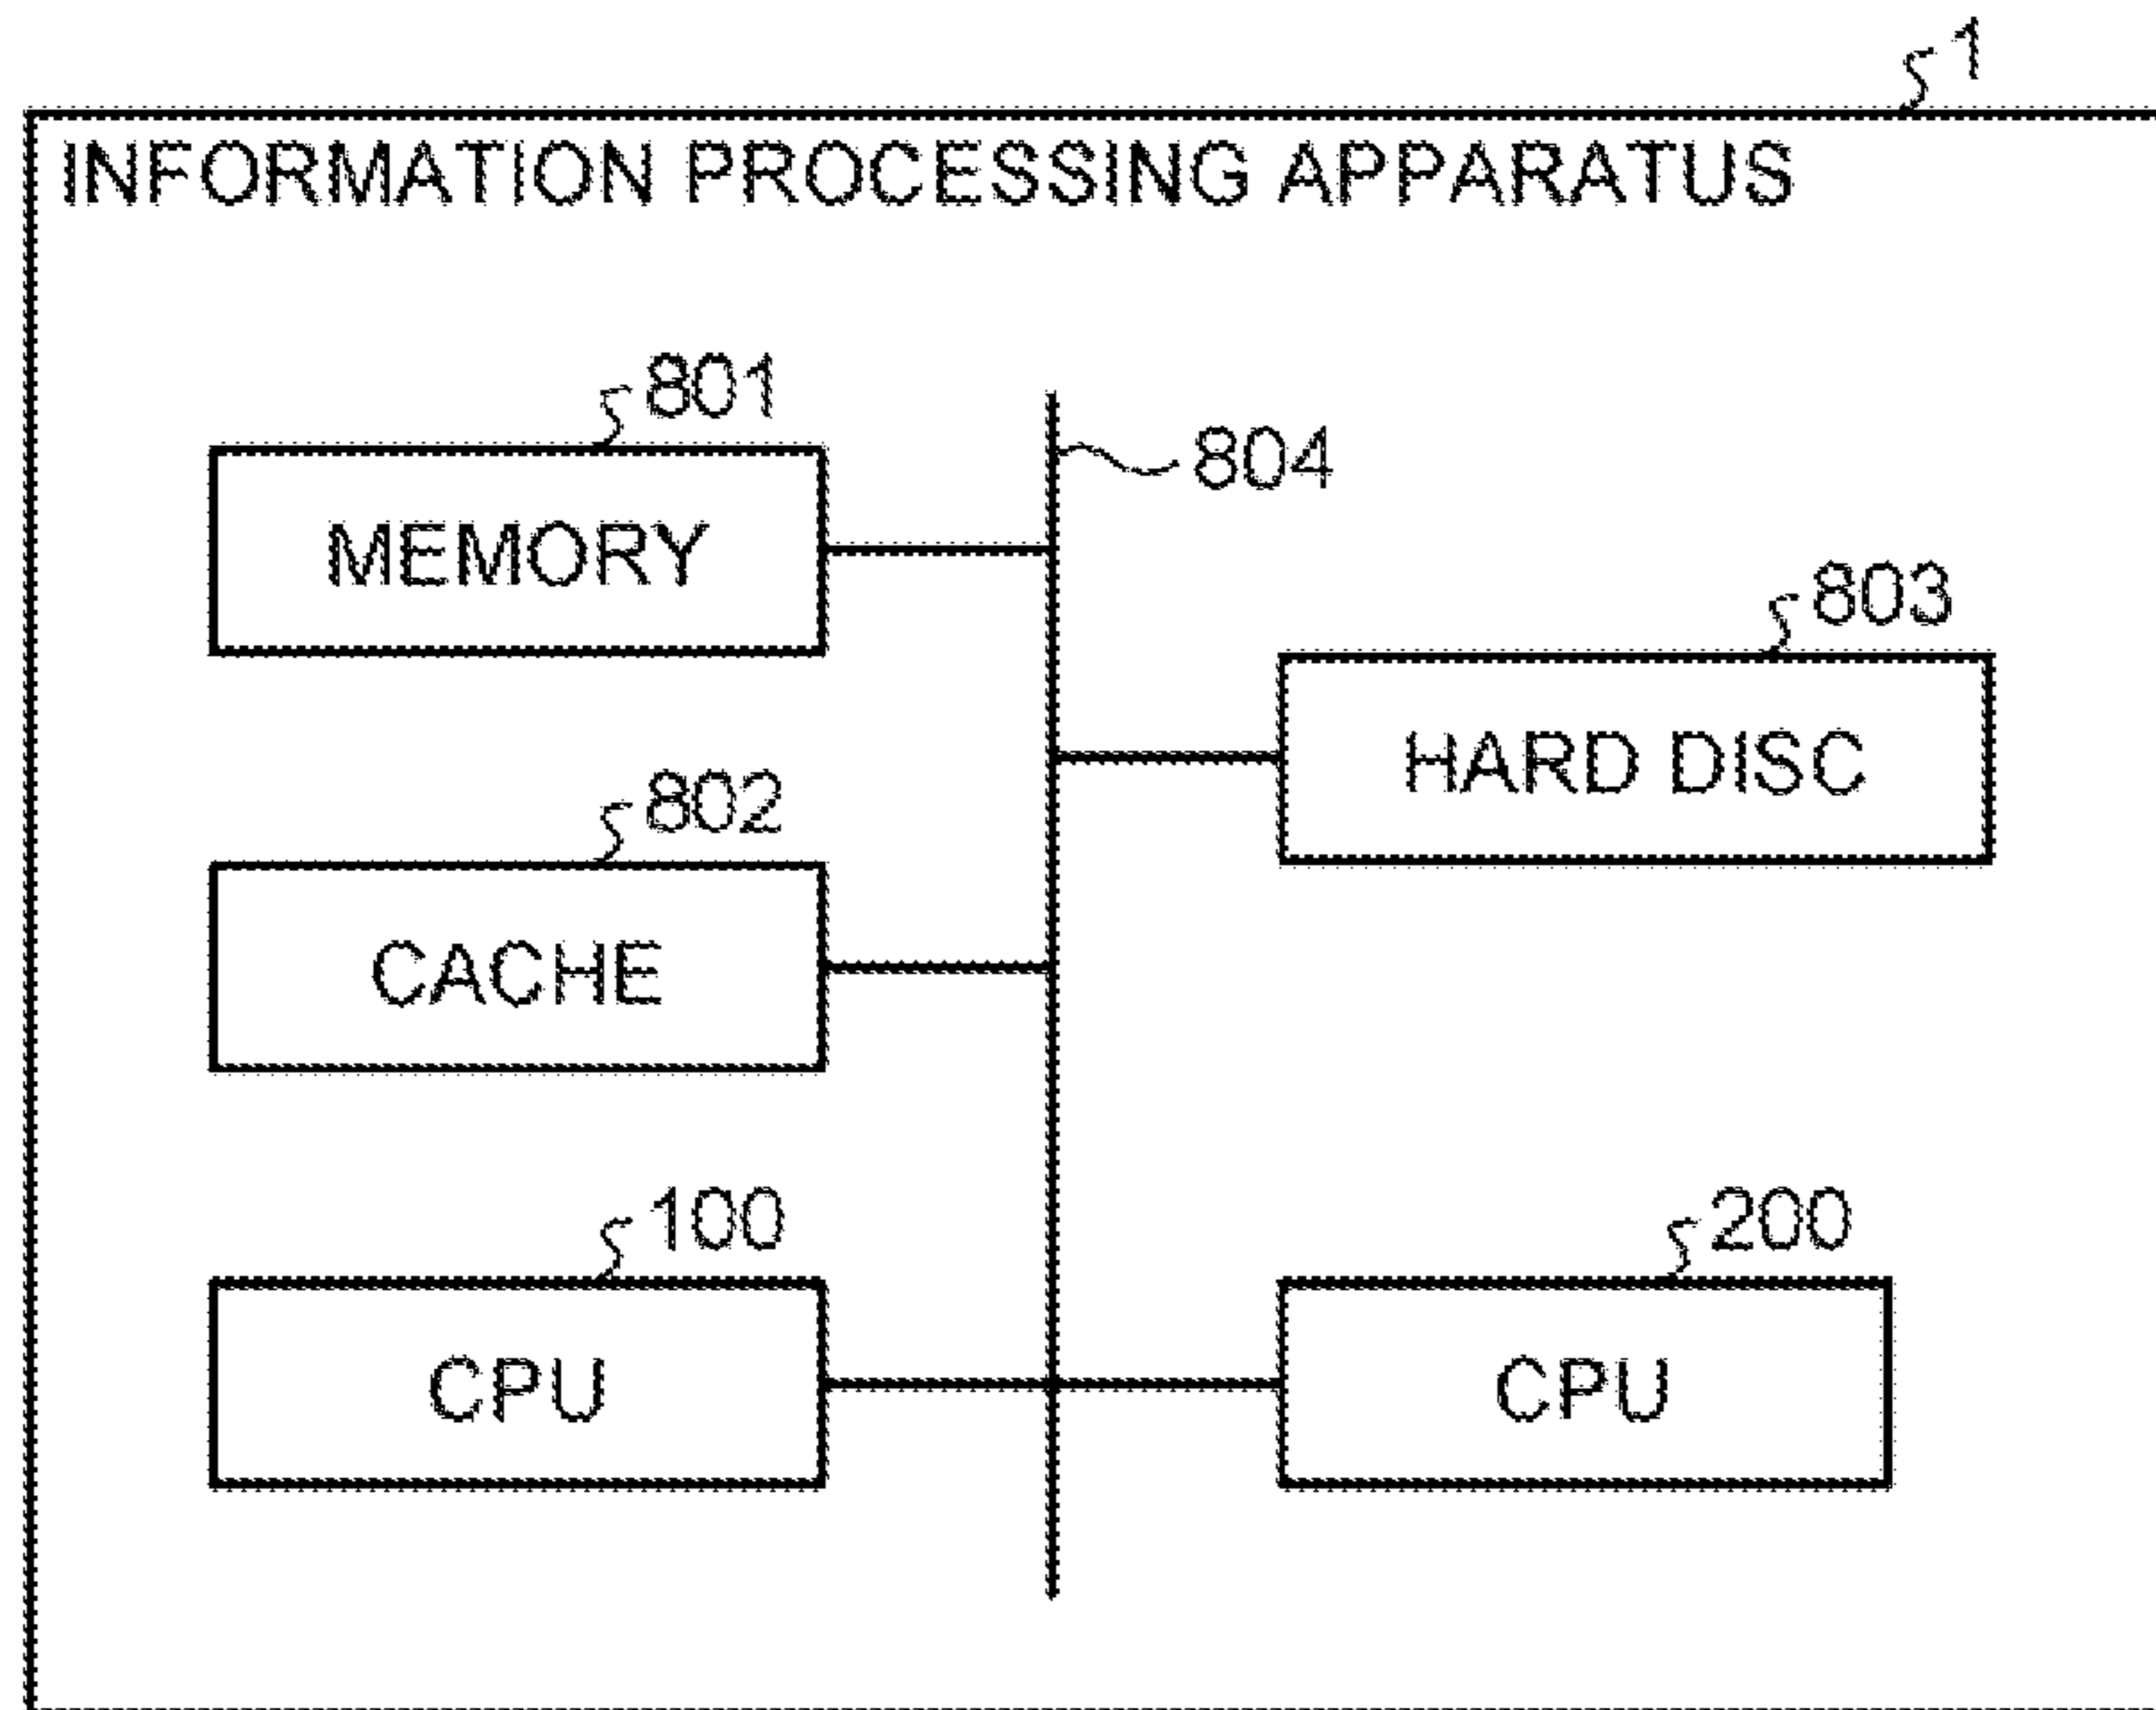 1
INFORMATION PROCESSING APPARATUS
801
804
MEMORY
803
HARD DISC
802
CACHE
100
200
CPU
CPU